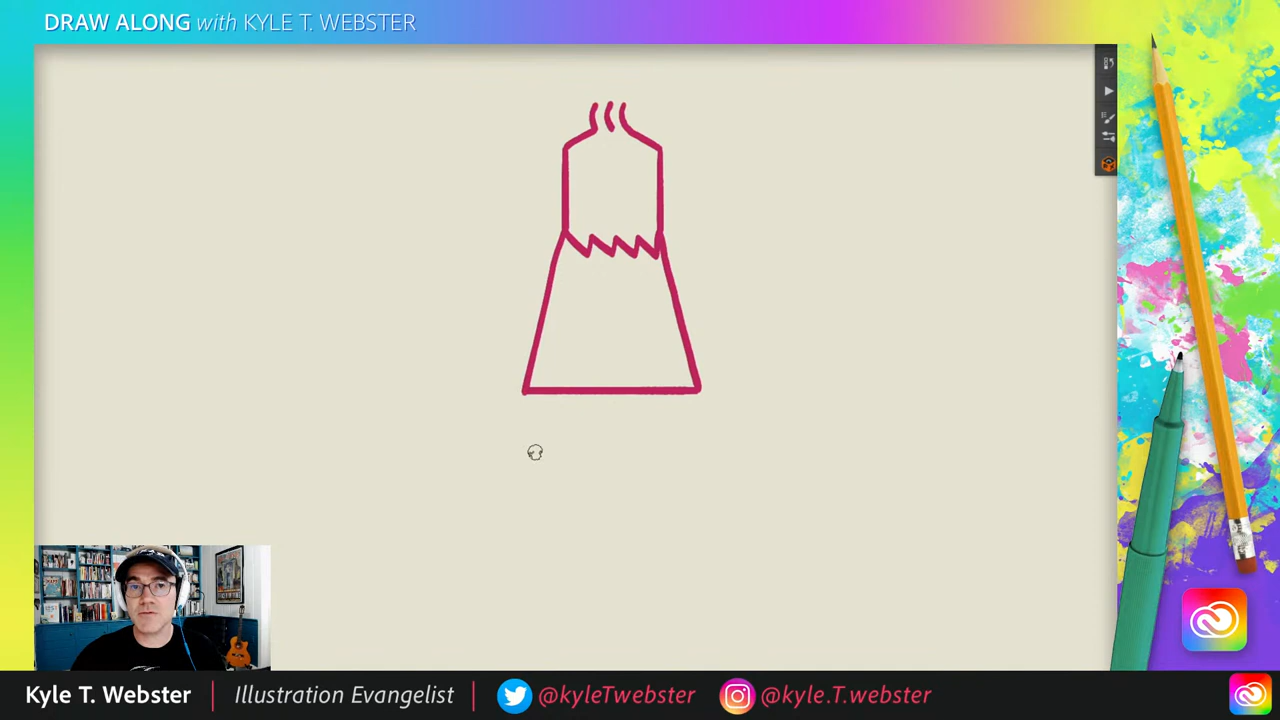 DRAW ALONG with KYLE T. WEBSTER
Kyle T. Webster | Illustration Evangelist | @kyleTwebster @kyle.T.webster